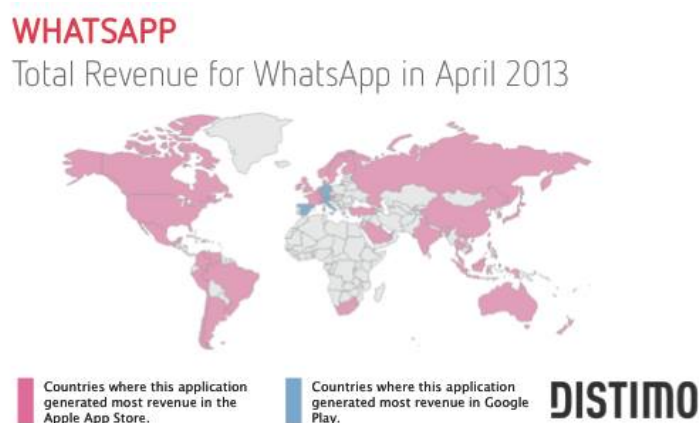 WHATSAPP
Total Revenue for WhatsApp in April 2013
Countries where this application
generated most revenue in the
Apple App Store.
Countries where this application
generated most revenue in Google
Play.
DISTIMO